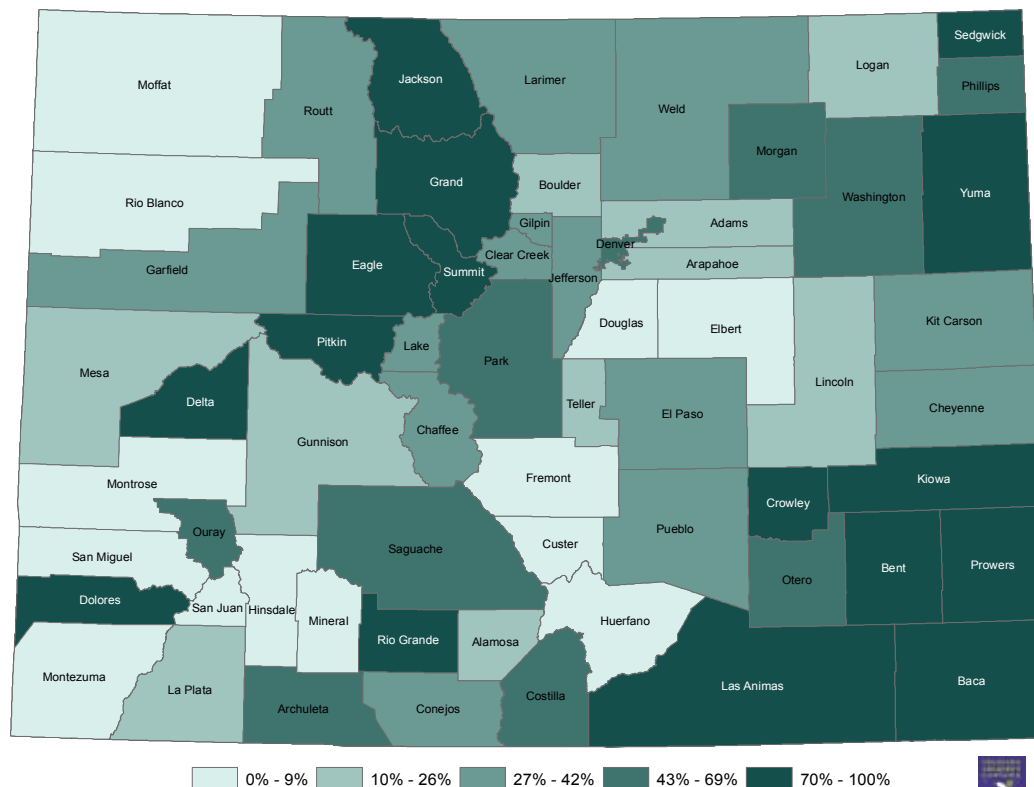 Sedgwick
Logan
Jackson
Larimer
Moffat
Phillips
Weld
Routt
Morgan
Grand
Boulder
Yuma
Washington
Rio Blanco
Gilpin
Adams
Denver
Clear Creek
Eagle
Arapahoe
Garfield
Summit
Jefferson
Kit Carson
Douglas
Elbert
Pitkin
Lake
Park
Mesa
Lincoln
Delta
Teller
Cheyenne
El Paso
Chaffee
Gunnison
Fremont
Kiowa
Montrose
Crowley
Pueblo
Ouray
Custer
Saguache
San Miguel
Prowers
Bent
Otero
Dolores
San Juan
Hinsdale
Mineral
Huerfano
Rio Grande
Alamosa
Montezuma
Baca
Las Animas
La Plata
Costilla
Archuleta
Conejos
0% - 9% 10% - 26% 27% - 42% 43% - 69% 70% - 100%